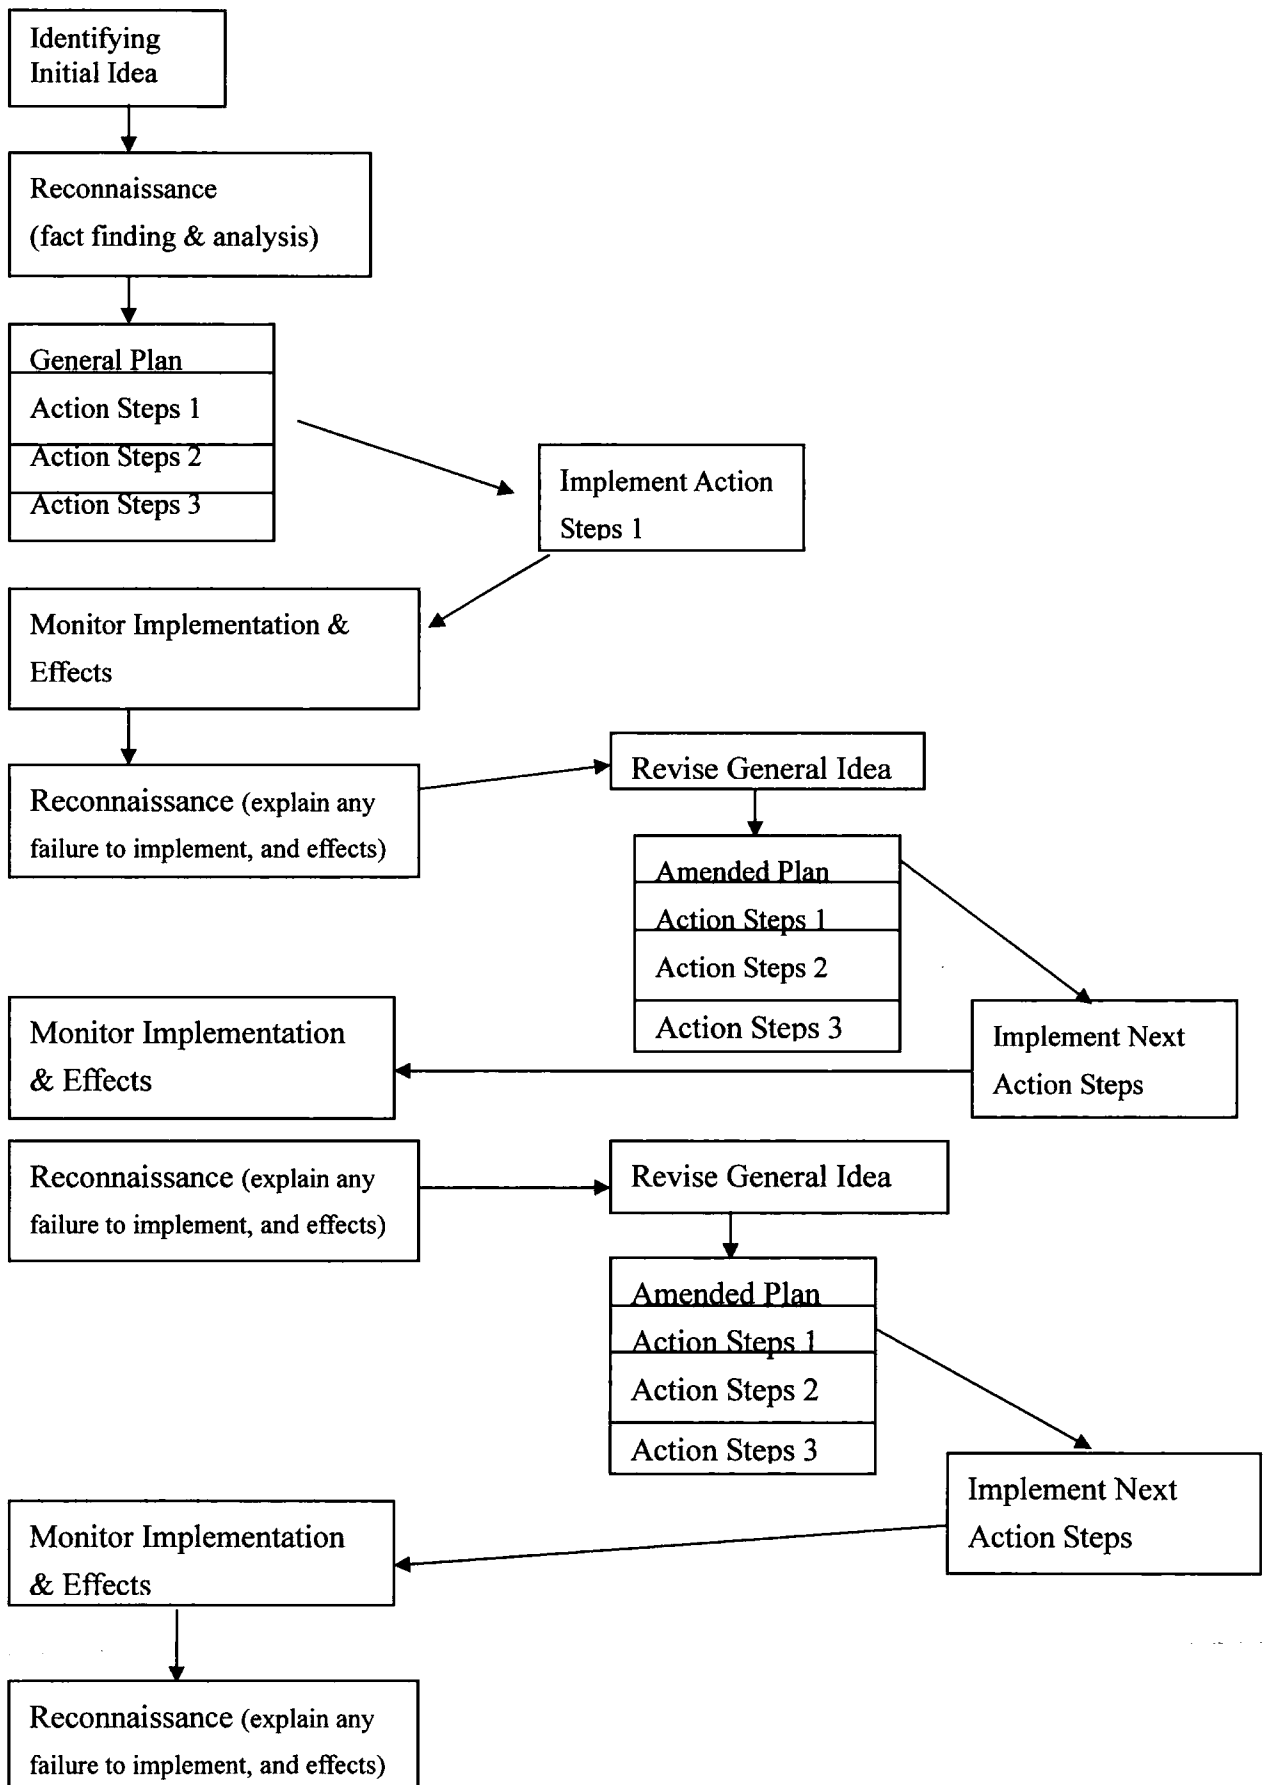 Identifying
Initial Idea
Reconnaissance
(fact finding & analysis)
General Plan
Action Steps 1
Action Steps 2
Action Steps 3
Implement Action
Steps 1
Monitor Implementation &
Effects
Reconnaissance (explain any
failure to implement, and effects)
Revise General Idea
Amended Plan
Action Steps 1
Action Steps 2
Action Steps 3
Implement Next
Action Steps
Monitor Implementation
& Effects
Reconnaissance (explain any
failure to implement, and effects)
Revise General Idea
Amended Plan
Action Steps 1
Action Steps 2
Action Steps 3
Implement Next
Action Steps
Monitor Implementation
& Effects
Reconnaissance (explain any
failure to implement, and effects)